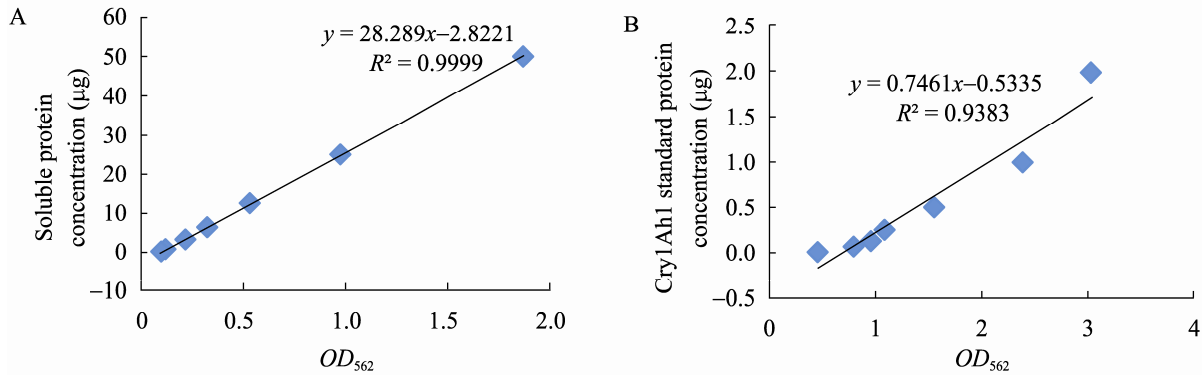 A
60
50
40
30
20
10
0
–10
Soluble protein
concentration (μg)
y = 28.289x–2.8221
R² = 0.9999
0 0.5 1.0 1.5 2.0
OD₅₆₂
B
2.5
2.0
1.5
1.0
0.5
0.0
–0.5
Cry1Ah1 standard protein
concentration (μg)
y = 0.7461x–0.5335
R² = 0.9383
0 1 2 3 4
OD₅₆₂